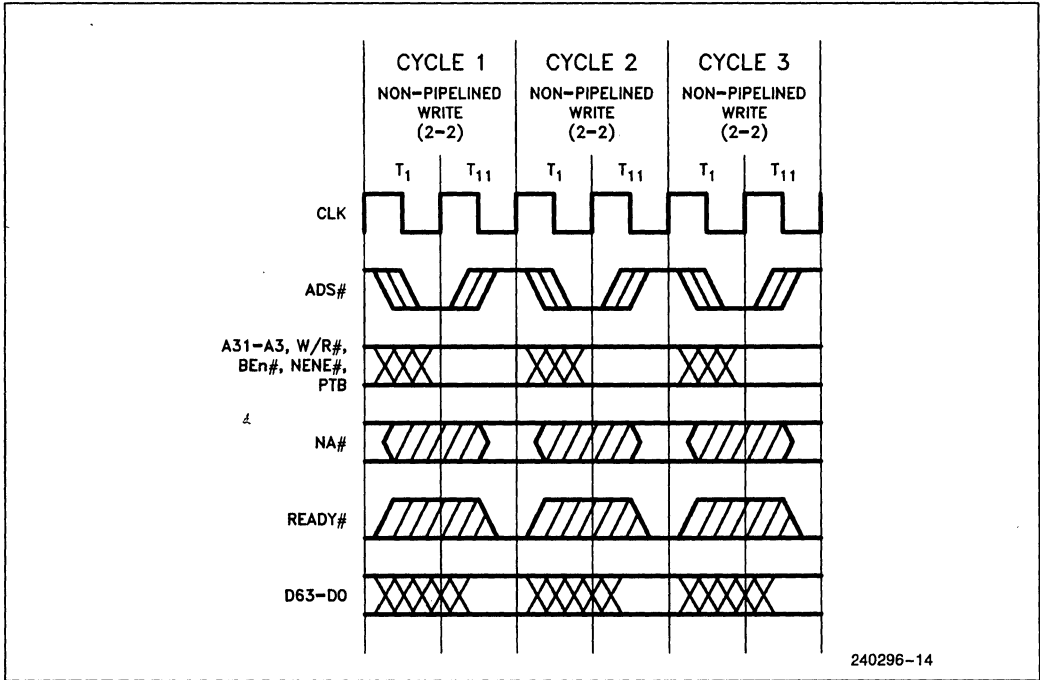 CYCLE 1 CYCLE 2 CYCLE 3
NON-PIPELINED NON-PIPELINED NON-PIPELINED
WRITE WRITE WRITE
(2-2) (2-2) (2-2)
T1 T11 T1 T11 T1 T11
CLK
ADS#
A31-A3, W/R#,
BEn#, NENE#,
PTB
NA#
READY#
D63-D0
240296-14